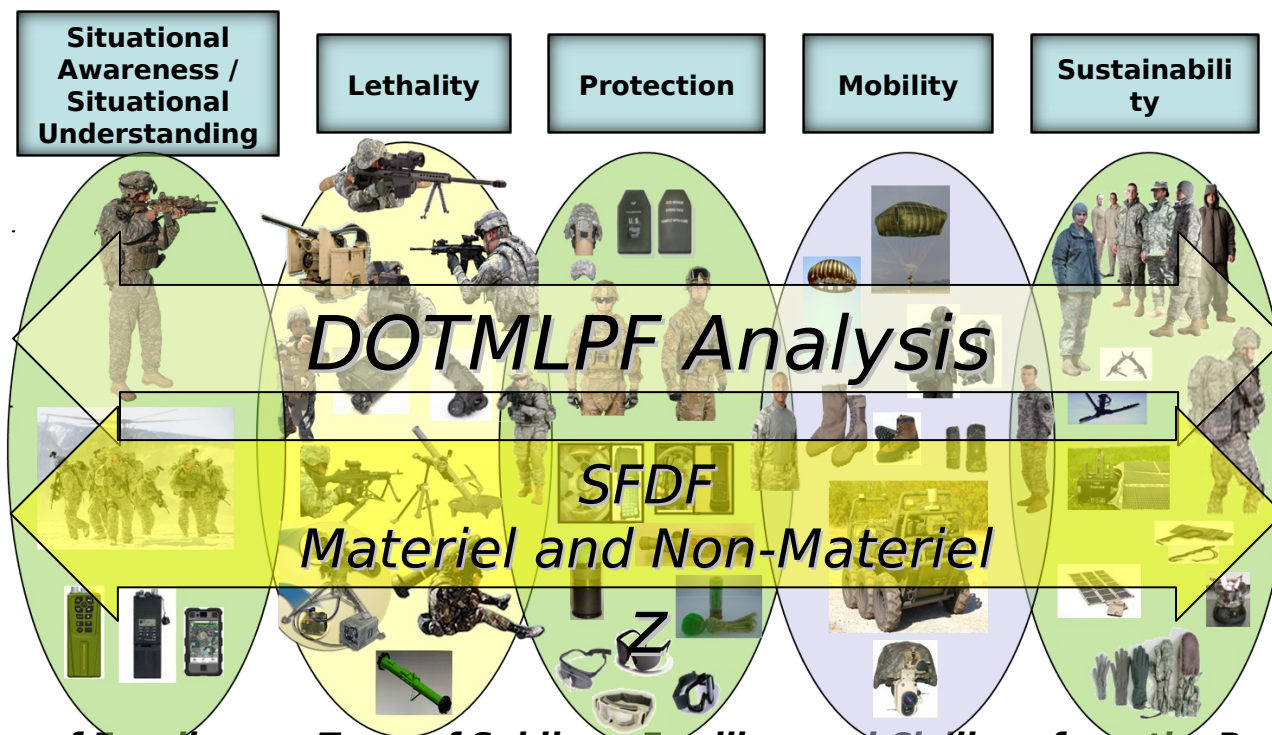 Situational
Awareness /
Situational
Understanding
Lethality
Protection
Mobility
Sustainabili
ty
U.S.
DOTMLPF Analysis
SFDF
Materiel and Non-Materiel
Z